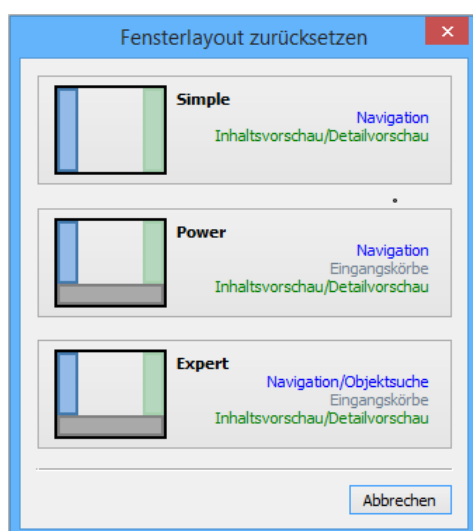 Fensterlayout zurücksetzen
Simple
Navigation
Inhaltsvorschau/Detailvorschau
Power
Navigation
Eingangskörbe
Inhaltsvorschau/Detailvorschau
Expert
Navigation/Objektsuche
Eingangskörbe
Inhaltsvorschau/Detailvorschau
Abbrechen